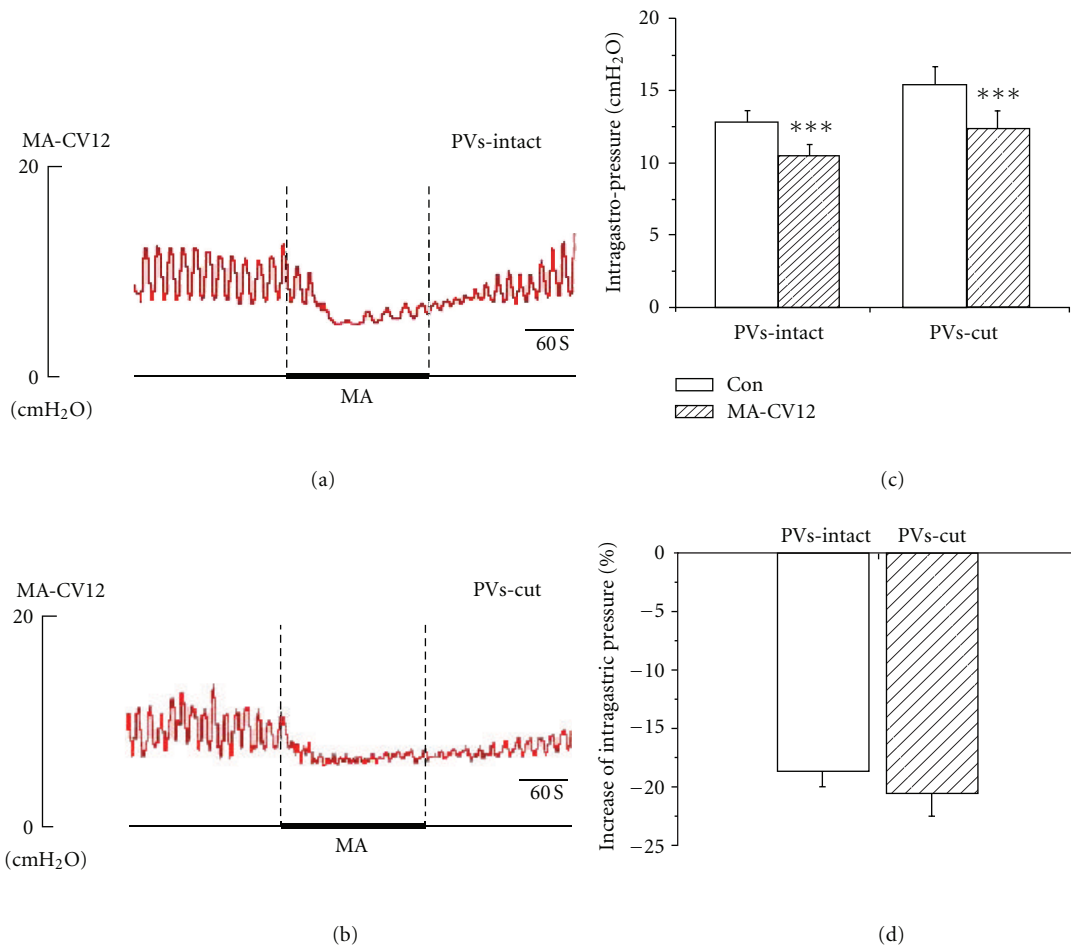 MA-CV12
PVs-intact
20
0
(cmH₂O)
60 S
MA
(a)
MA-CV12
PVs-cut
20
0
(cmH₂O)
60 S
MA
(b)
Intragastro-pressure (cmH₂O)
20
15
10
5
0
***
***
PVs-intact
PVs-cut
Con
MA-CV12
(c)
Increase of intragastric pressure (%)
PVs-intact
PVs-cut
0
−5
−10
−15
−20
−25
(d)